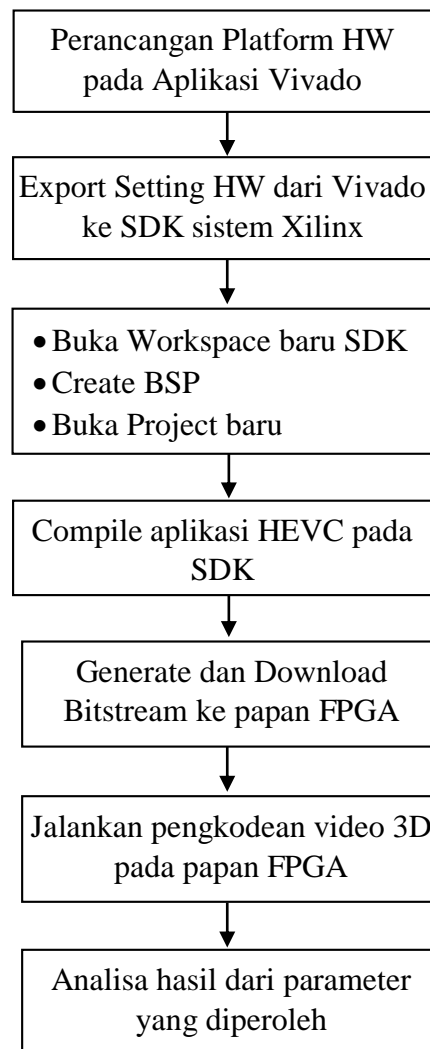 Perancangan Platform HW
pada Aplikasi Vivado
Export Setting HW dari Vivado
ke SDK sistem Xilinx
• Buka Workspace baru SDK
• Create BSP
• Buka Project baru
Compile aplikasi HEVC pada
SDK
Generate dan Download
Bitstream ke papan FPGA
Jalankan pengkodean video 3D
pada papan FPGA
Analisa hasil dari parameter
yang diperoleh